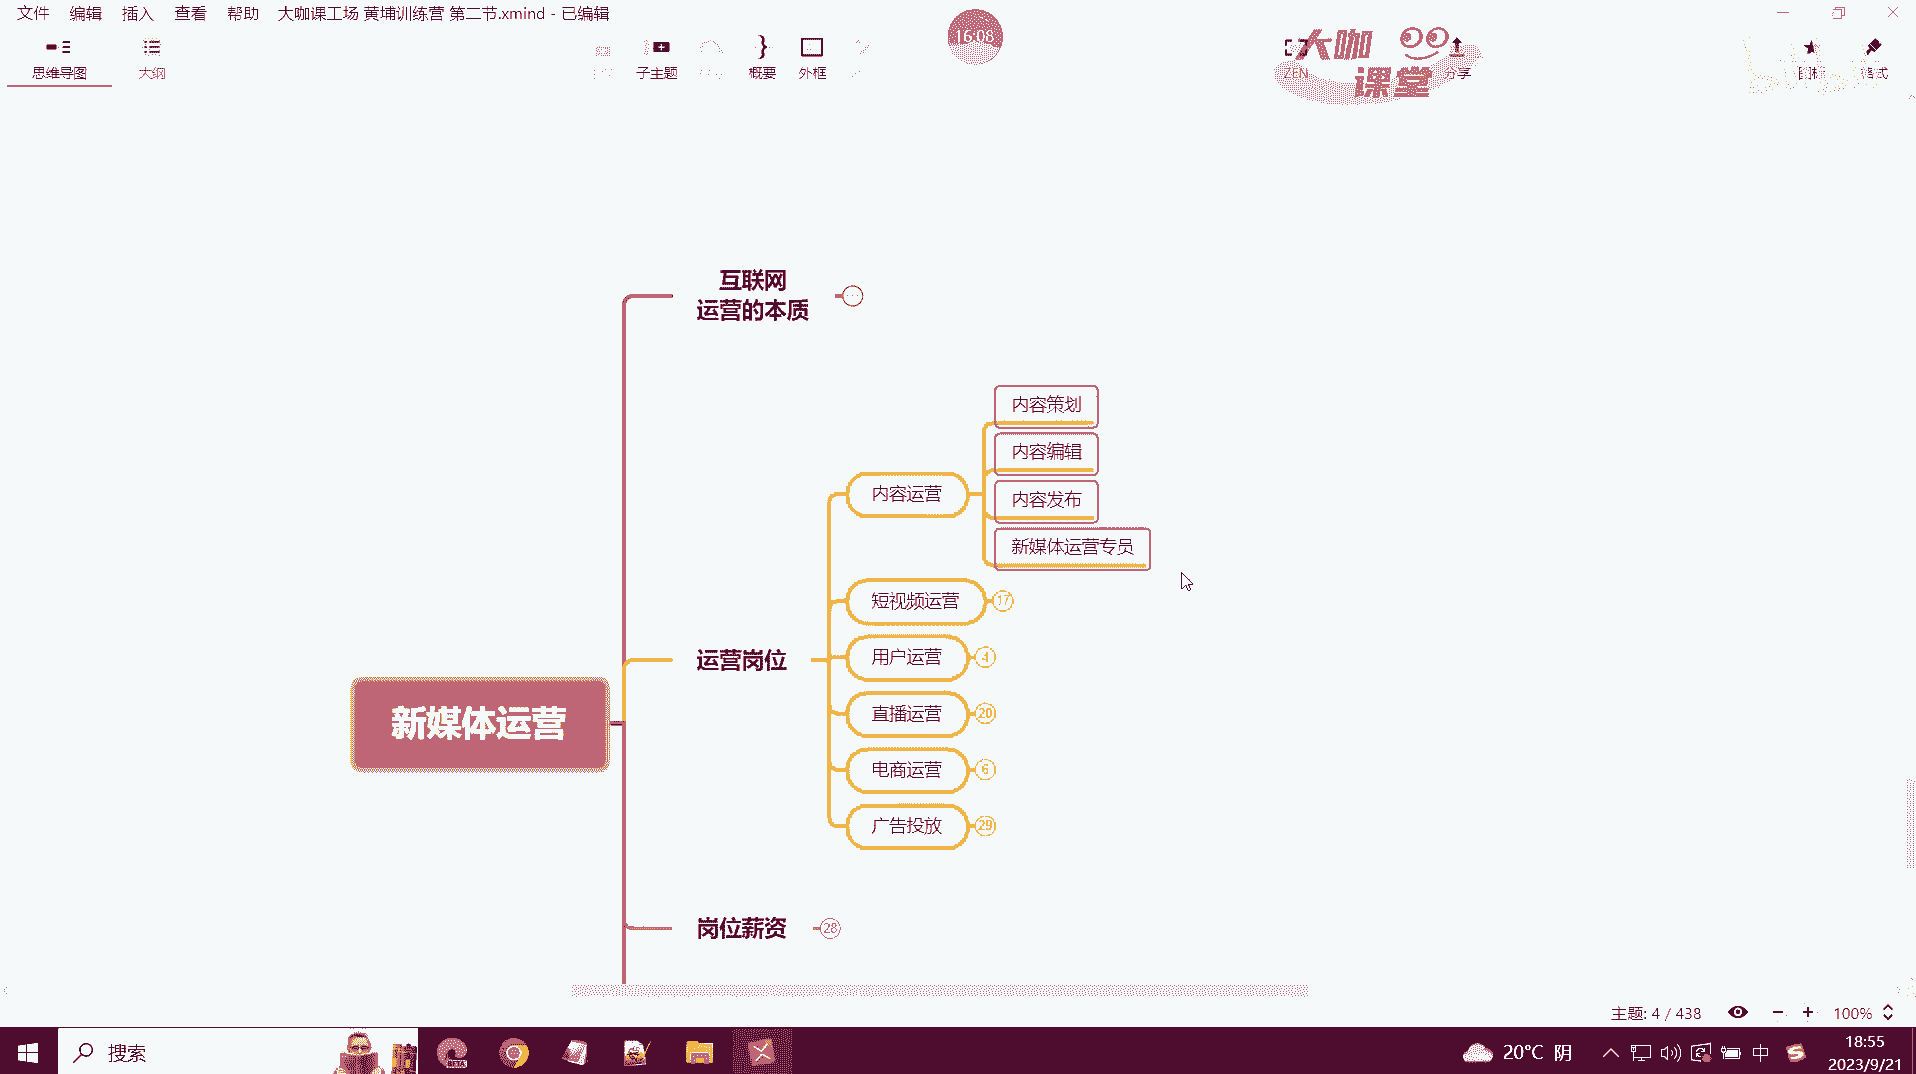 文件 编辑 插入 查看 帮助 大咖课工场 黄埔训练营 第二节.xmind - 已编辑
16:08
思维导图 大纲 子主题 概要 外框 ZEN 分享 格式
大咖
课堂
互联网
运营的本质
内容策划
内容编辑
内容运营
内容发布
新媒体运营专员
短视频运营 17
用户运营 4
运营岗位
直播运营 20
新媒体运营
电商运营 6
广告投放 29
岗位薪资 28
主题: 4 / 438 100%
搜索
BETA
20°C 阴 中
18:55
2023/9/21